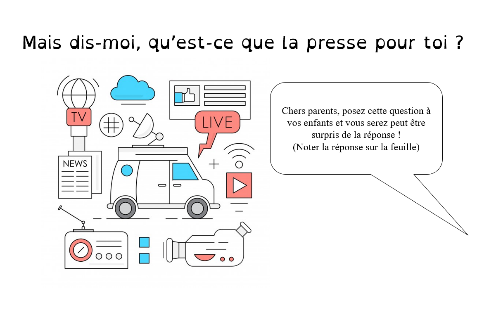 Mais dis-moi, qu'est-ce que la presse pour toi ?
TV
LIVE
NEWS
Chers parents, posez cette question à
vos enfants et vous serez peut être
surpris de la réponse !
(Noter la réponse sur la feuille)